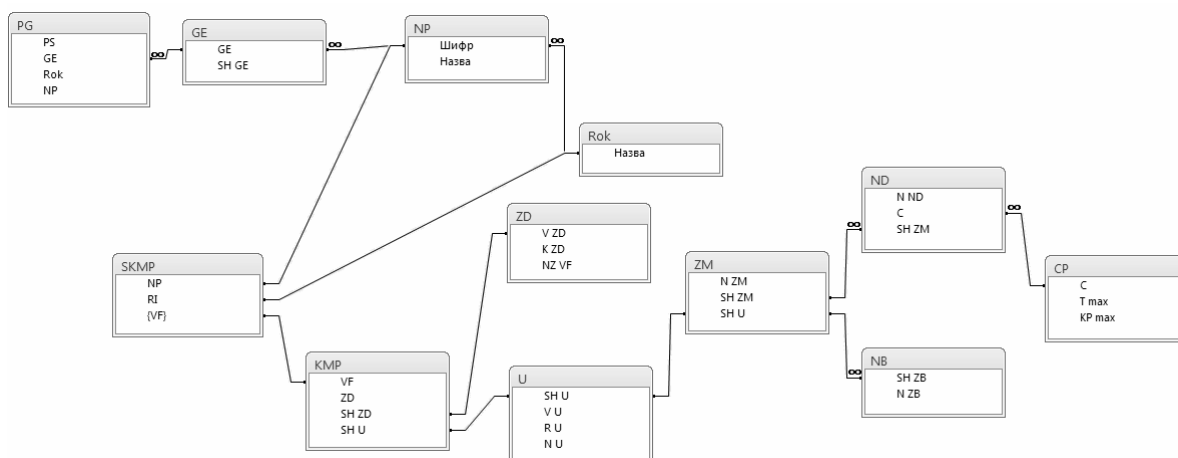 PG
PS
GE
Rok
NP
GE
GE
SH GE
NP
Шифр
Назва
Rok
Назва
SKMP
NP
RI
{VF}
ZD
V ZD
K ZD
NZ VF
KMP
VF
ZD
SH ZD
SH U
U
SH U
V U
R U
N U
ZM
N ZM
SH ZM
SH U
ND
N ND
C
SH ZM
NB
SH ZB
N ZB
CP
C
T max
KP max
∞
∞
∞
∞
∞
∞